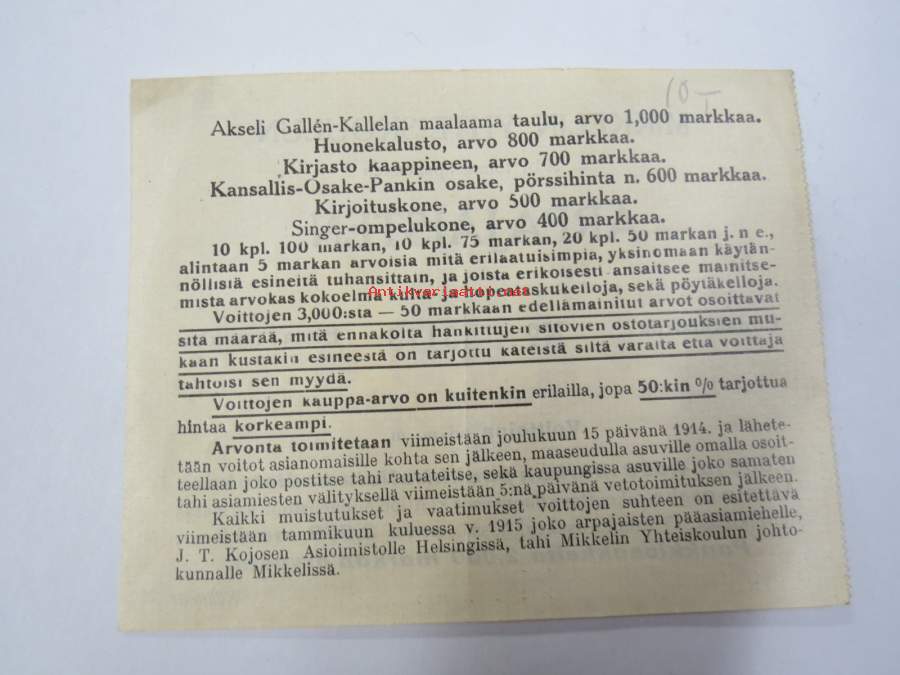 10-
Akseli Gallén-Kallelan maalaama taulu, arvo 1,000 markkaa.
Huonekalusto, arvo 800 markkaa.
Kirjasto kaappineen, arvo 700 markkaa.
Kansallis-Osake-Pankin osake, pörssihinta n. 600 markkaa.
Kirjoituskone, arvo 500 markkaa.
Singer-ompelukone, arvo 400 markkaa.
10 kpl. 100 markan, 10 kpl. 75 markan, 20 kpl. 50 markan j. n e.,
alintaan 5 markan arvoisia mitä erilaatuisimpia, yksinomaan käytän-
nöllisiä esineitä tuhansittain, ja joista erikoisesti ansaitsee mainitse-
mista arvokas kokoelma kulta- ja hopeataskukelloja, sekä pöytäkelloja.
Antikvariaatti.net
Voittojen 3,000:sta — 50 markkaan edellämainitut arvot osoittavat
sitä määrää, mitä ennakolta hankittujen sitovien ostotarjouksien mu-
kaan kustakin esineestä on tarjottu käteistä siltä varalta että voittaja
tahtoisi sen myydä.
Voittojen kauppa-arvo on kuitenkin erilailla, jopa 50:kin % tarjottua
hintaa korkeampi.
Arvonta toimitetaan viimeistään joulukuun 15 päivänä 1914. ja lähete-
tään voitot asianomaisille kohta sen jälkeen, maaseudulla asuville omalla osoit-
teellaan joko postitse tahi rautateitse, sekä kaupungissa asuville joko samaten
tahi asiamiesten välityksellä viimeistään 5:nä päivänä vetotoimituksen jälkeen.
Kaikki muistutukset ja vaatimukset voittojen suhteen on esitettävä
viimeistään tammikuun kuluessa v. 1915 joko arpajaisten pääasiamiehelle,
J. T. Kojosen Asioimistolle Helsingissä, tahi Mikkelin Yhteiskoulun johto-
kunnalle Mikkelissä.